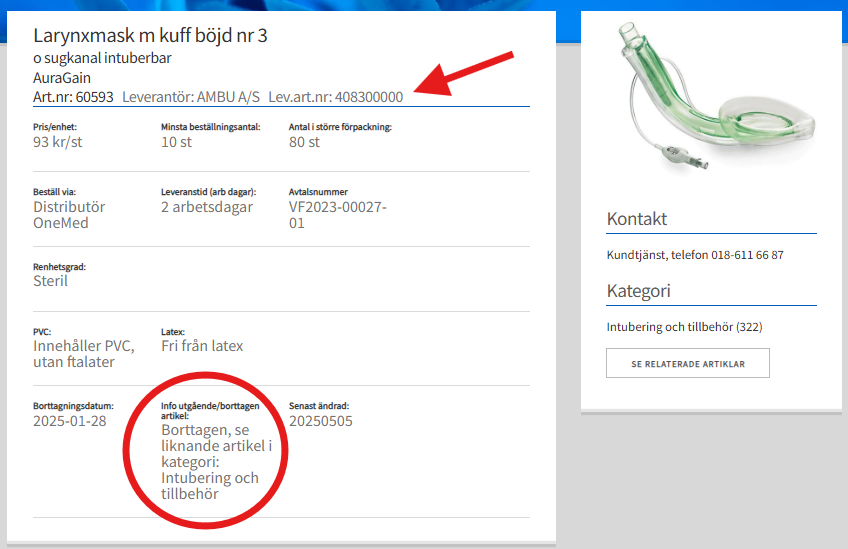 Larynxmask m kuff böjd nr 3
o sugkanal intuberbar
AuraGain
Art.nr: 60593 Leverantör: AMBU A/S Lev.art.nr: 408300000
Pris/enhet:
93 kr/st
Minsta beställningsantal:
10 st
Antal i större förpackning:
80 st
Beställ via:
Distributör
OneMed
Leveranstid (arb dagar):
2 arbetsdagar
Avtalsnummer
VF2023-00027-
01
Renhetsgrad:
Steril
PVC:
Innehåller PVC,
utan ftalater
Latex:
Fri från latex
Borttagningsdatum:
2025-01-28
Info utgående/borttagen
artikel:
Borttagen, se
liknande artikel i
kategori:
Intubering och
tillbehör
Senast ändrad:
20250505
Kontakt
Kundtjänst, telefon 018-611 66 87
Kategori
Intubering och tillbehör (322)
SE RELATERADE ARTIKLAR